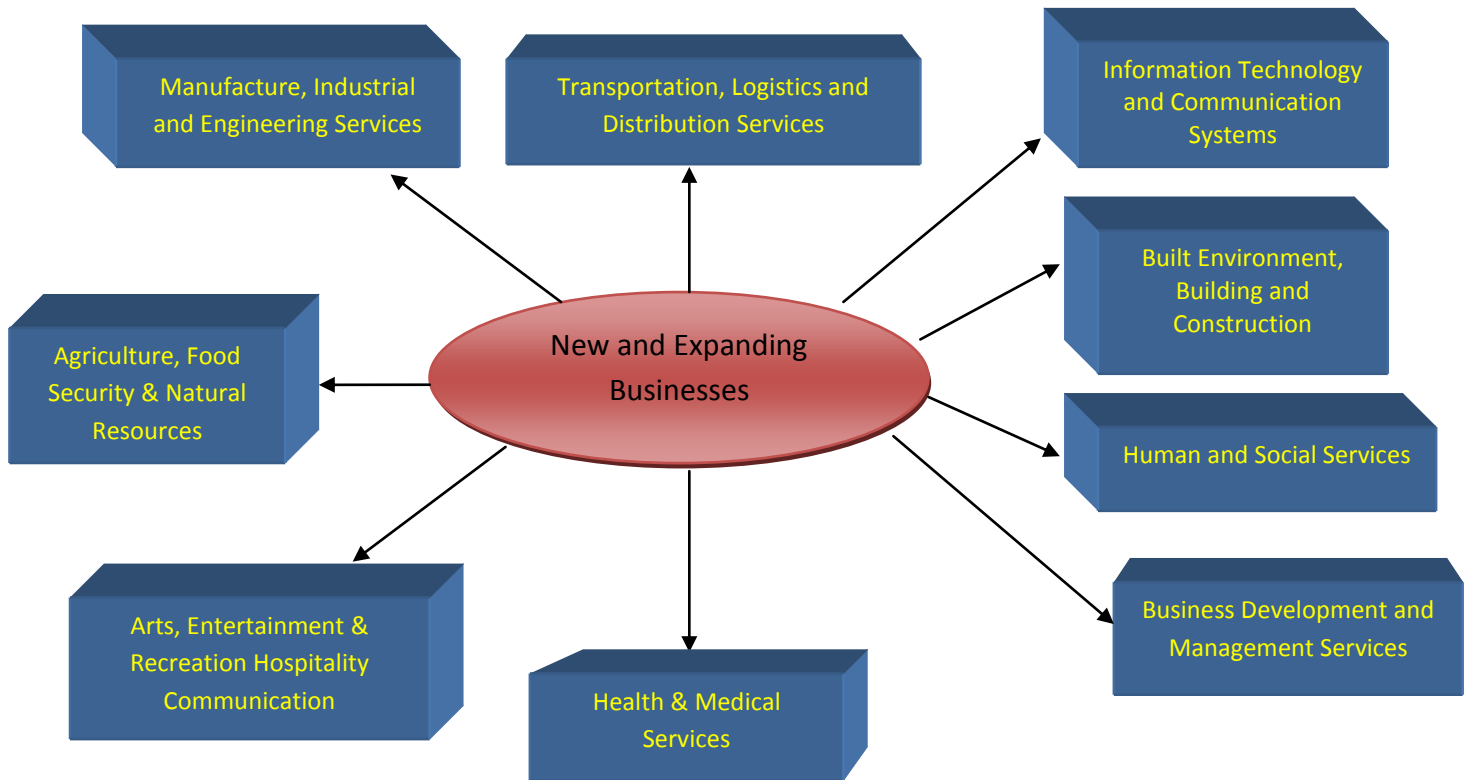 Manufacture, Industrial
and Engineering Services
Transportation, Logistics and
Distribution Services
Information Technology
and Communication
Systems
Built Environment,
Building and
Construction
New and Expanding
Businesses
Agriculture, Food
Security & Natural
Resources
Human and Social Services
Arts, Entertainment &
Recreation Hospitality
Communication
Health & Medical
Services
Business Development and
Management Services